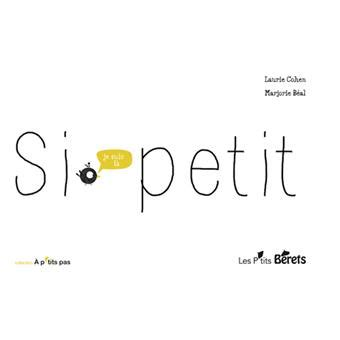 Laurie Cohen
Marjorie Béal
Si petit
je suis
là
collection À p'tits pas
Les P'tits Bérets